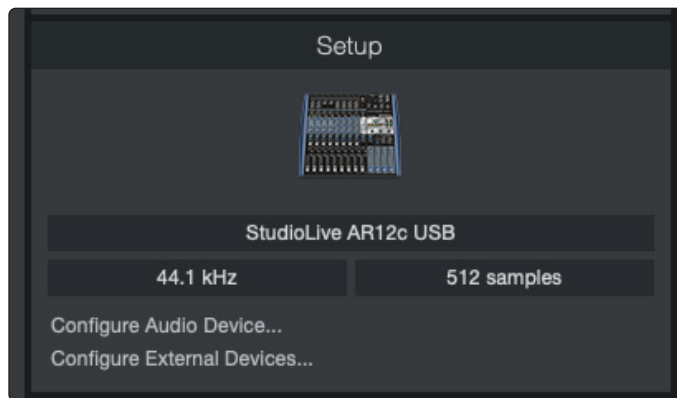 Setup
StudioLive AR12c USB
44.1 kHz
512 samples
Configure Audio Device...
Configure External Devices...